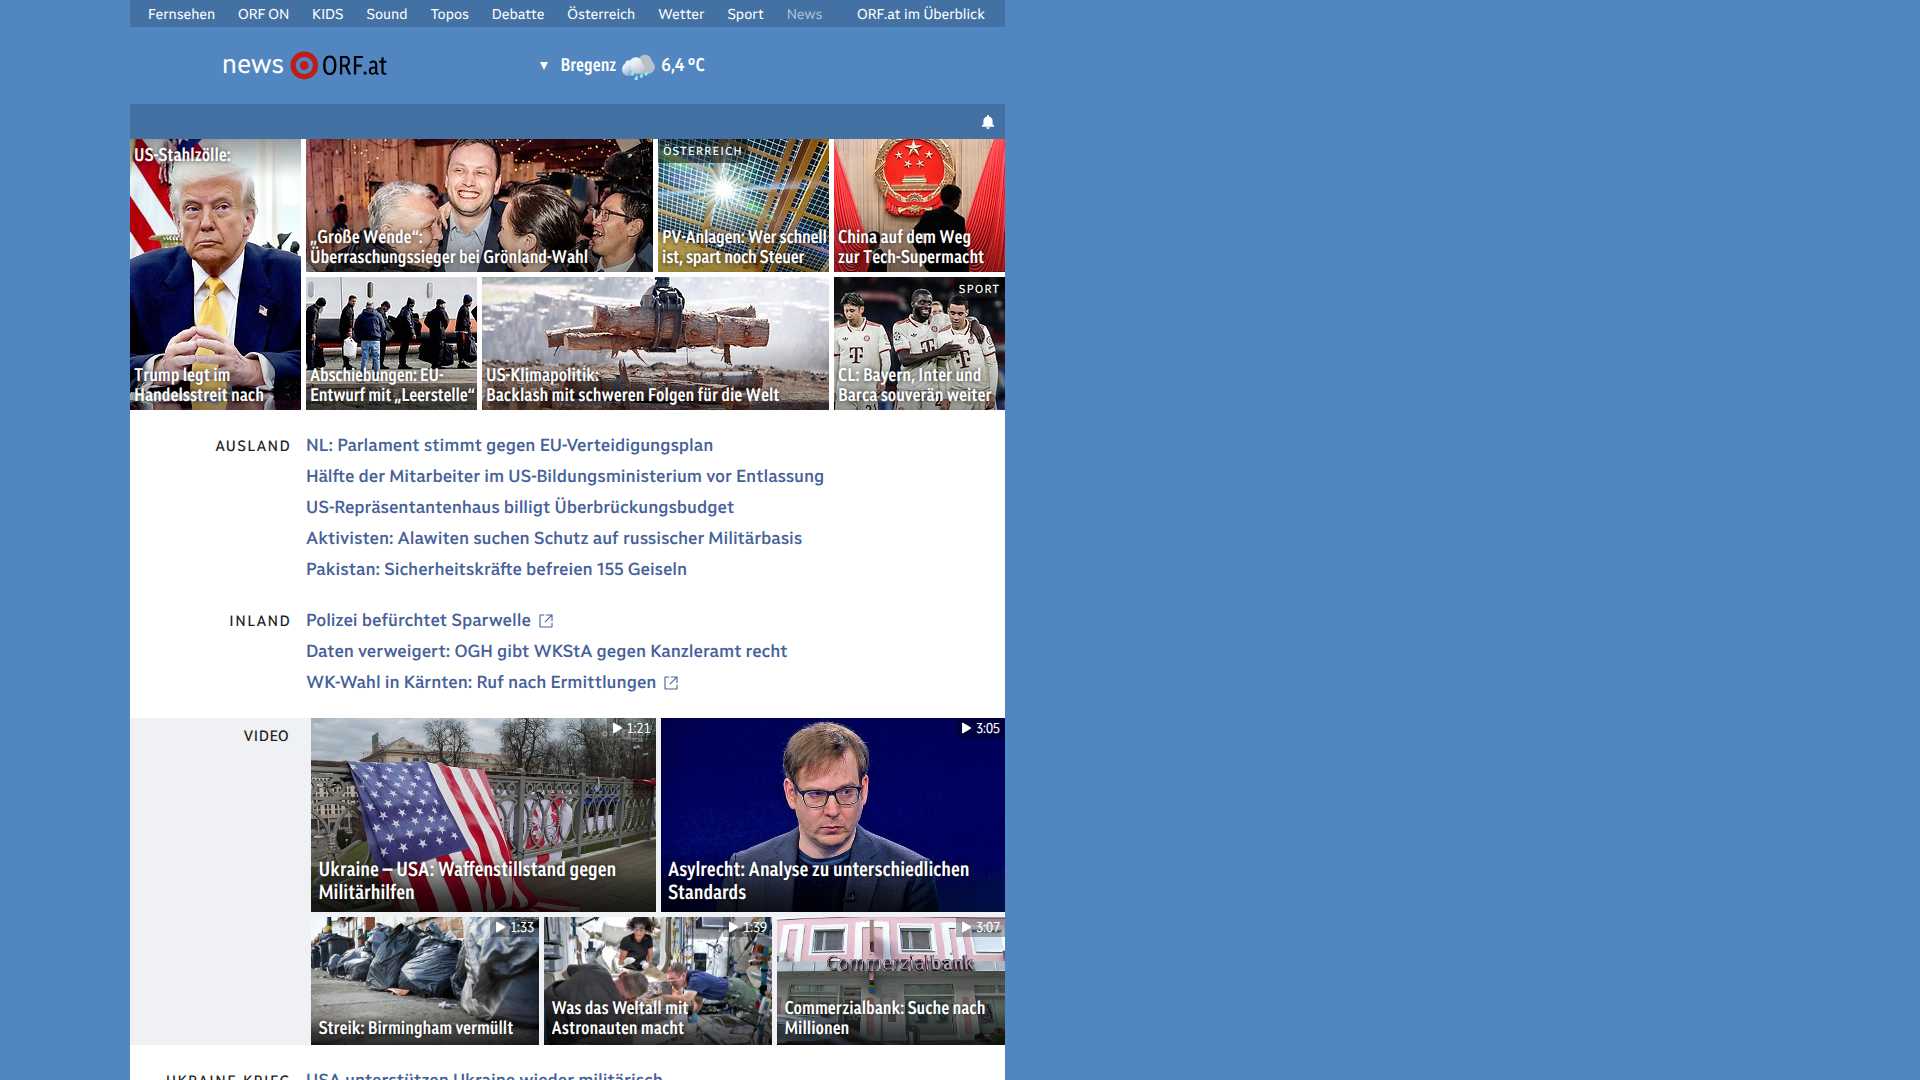 Fernsehen ORF ON KIDS Sound Topos Debatte Österreich Wetter Sport News ORF.at im Überblick
news ORF.at
Bregenz 6,4 °C
US-Stahlzölle:
Trump legt im
Handelsstreit nach
„Große Wende“:
Überraschungssieger bei Grönland-Wahl
ÖSTERREICH
PV-Anlagen: Wer schnell
ist, spart noch Steuer
China auf dem Weg
zur Tech-Supermacht
Abschiebungen: EU-
Entwurf mit „Leerstelle“
US-Klimapolitik:
Backlash mit schweren Folgen für die Welt
SPORT
CL: Bayern, Inter und
Barca souverän weiter
AUSLAND
NL: Parlament stimmt gegen EU-Verteidigungsplan
Hälfte der Mitarbeiter im US-Bildungsministerium vor Entlassung
US-Repräsentantenhaus billigt Überbrückungsbudget
Aktivisten: Alawiten suchen Schutz auf russischer Militärbasis
Pakistan: Sicherheitskräfte befreien 155 Geiseln
INLAND
Polizei befürchtet Sparwelle
Daten verweigert: OGH gibt WKStA gegen Kanzleramt recht
WK-Wahl in Kärnten: Ruf nach Ermittlungen
VIDEO
1:21
Ukraine – USA: Waffenstillstand gegen
Militärhilfen
3:05
Asylrecht: Analyse zu unterschiedlichen
Standards
1:33
Streik: Birmingham vermüllt
1:39
Was das Weltall mit
Astronauten macht
3:07
Commerzialbank
Commerzialbank: Suche nach
Millionen
UKRAINE-KRIEG
USA unterstützen Ukraine wieder militärisch